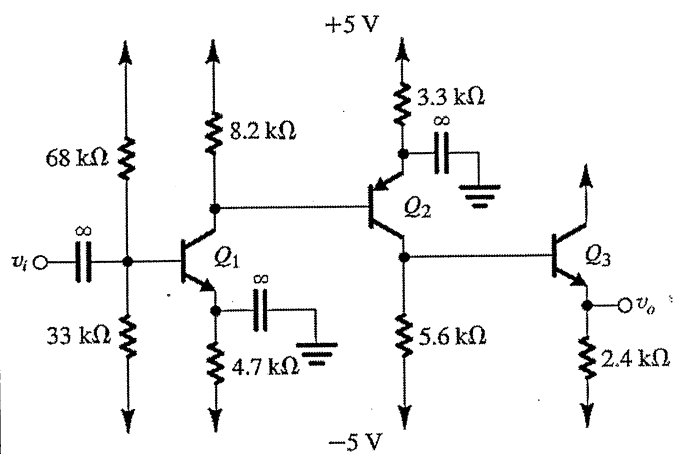 +5 V
3.3 kΩ
8.2 kΩ
68 kΩ
∞
Q₂
∞
Q₁
Q₃
vᵢ
∞
vₒ
33 kΩ
4.7 kΩ
5.6 kΩ
2.4 kΩ
−5 V